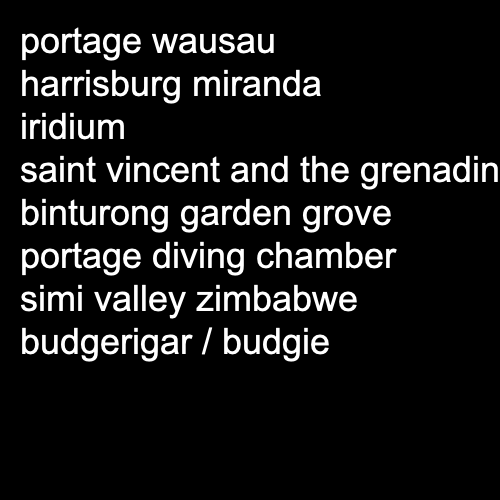 portage wausau
harrisburg miranda
iridium
saint vincent and the grenadin
binturong garden grove
portage diving chamber
simi valley zimbabwe
budgerigar / budgie